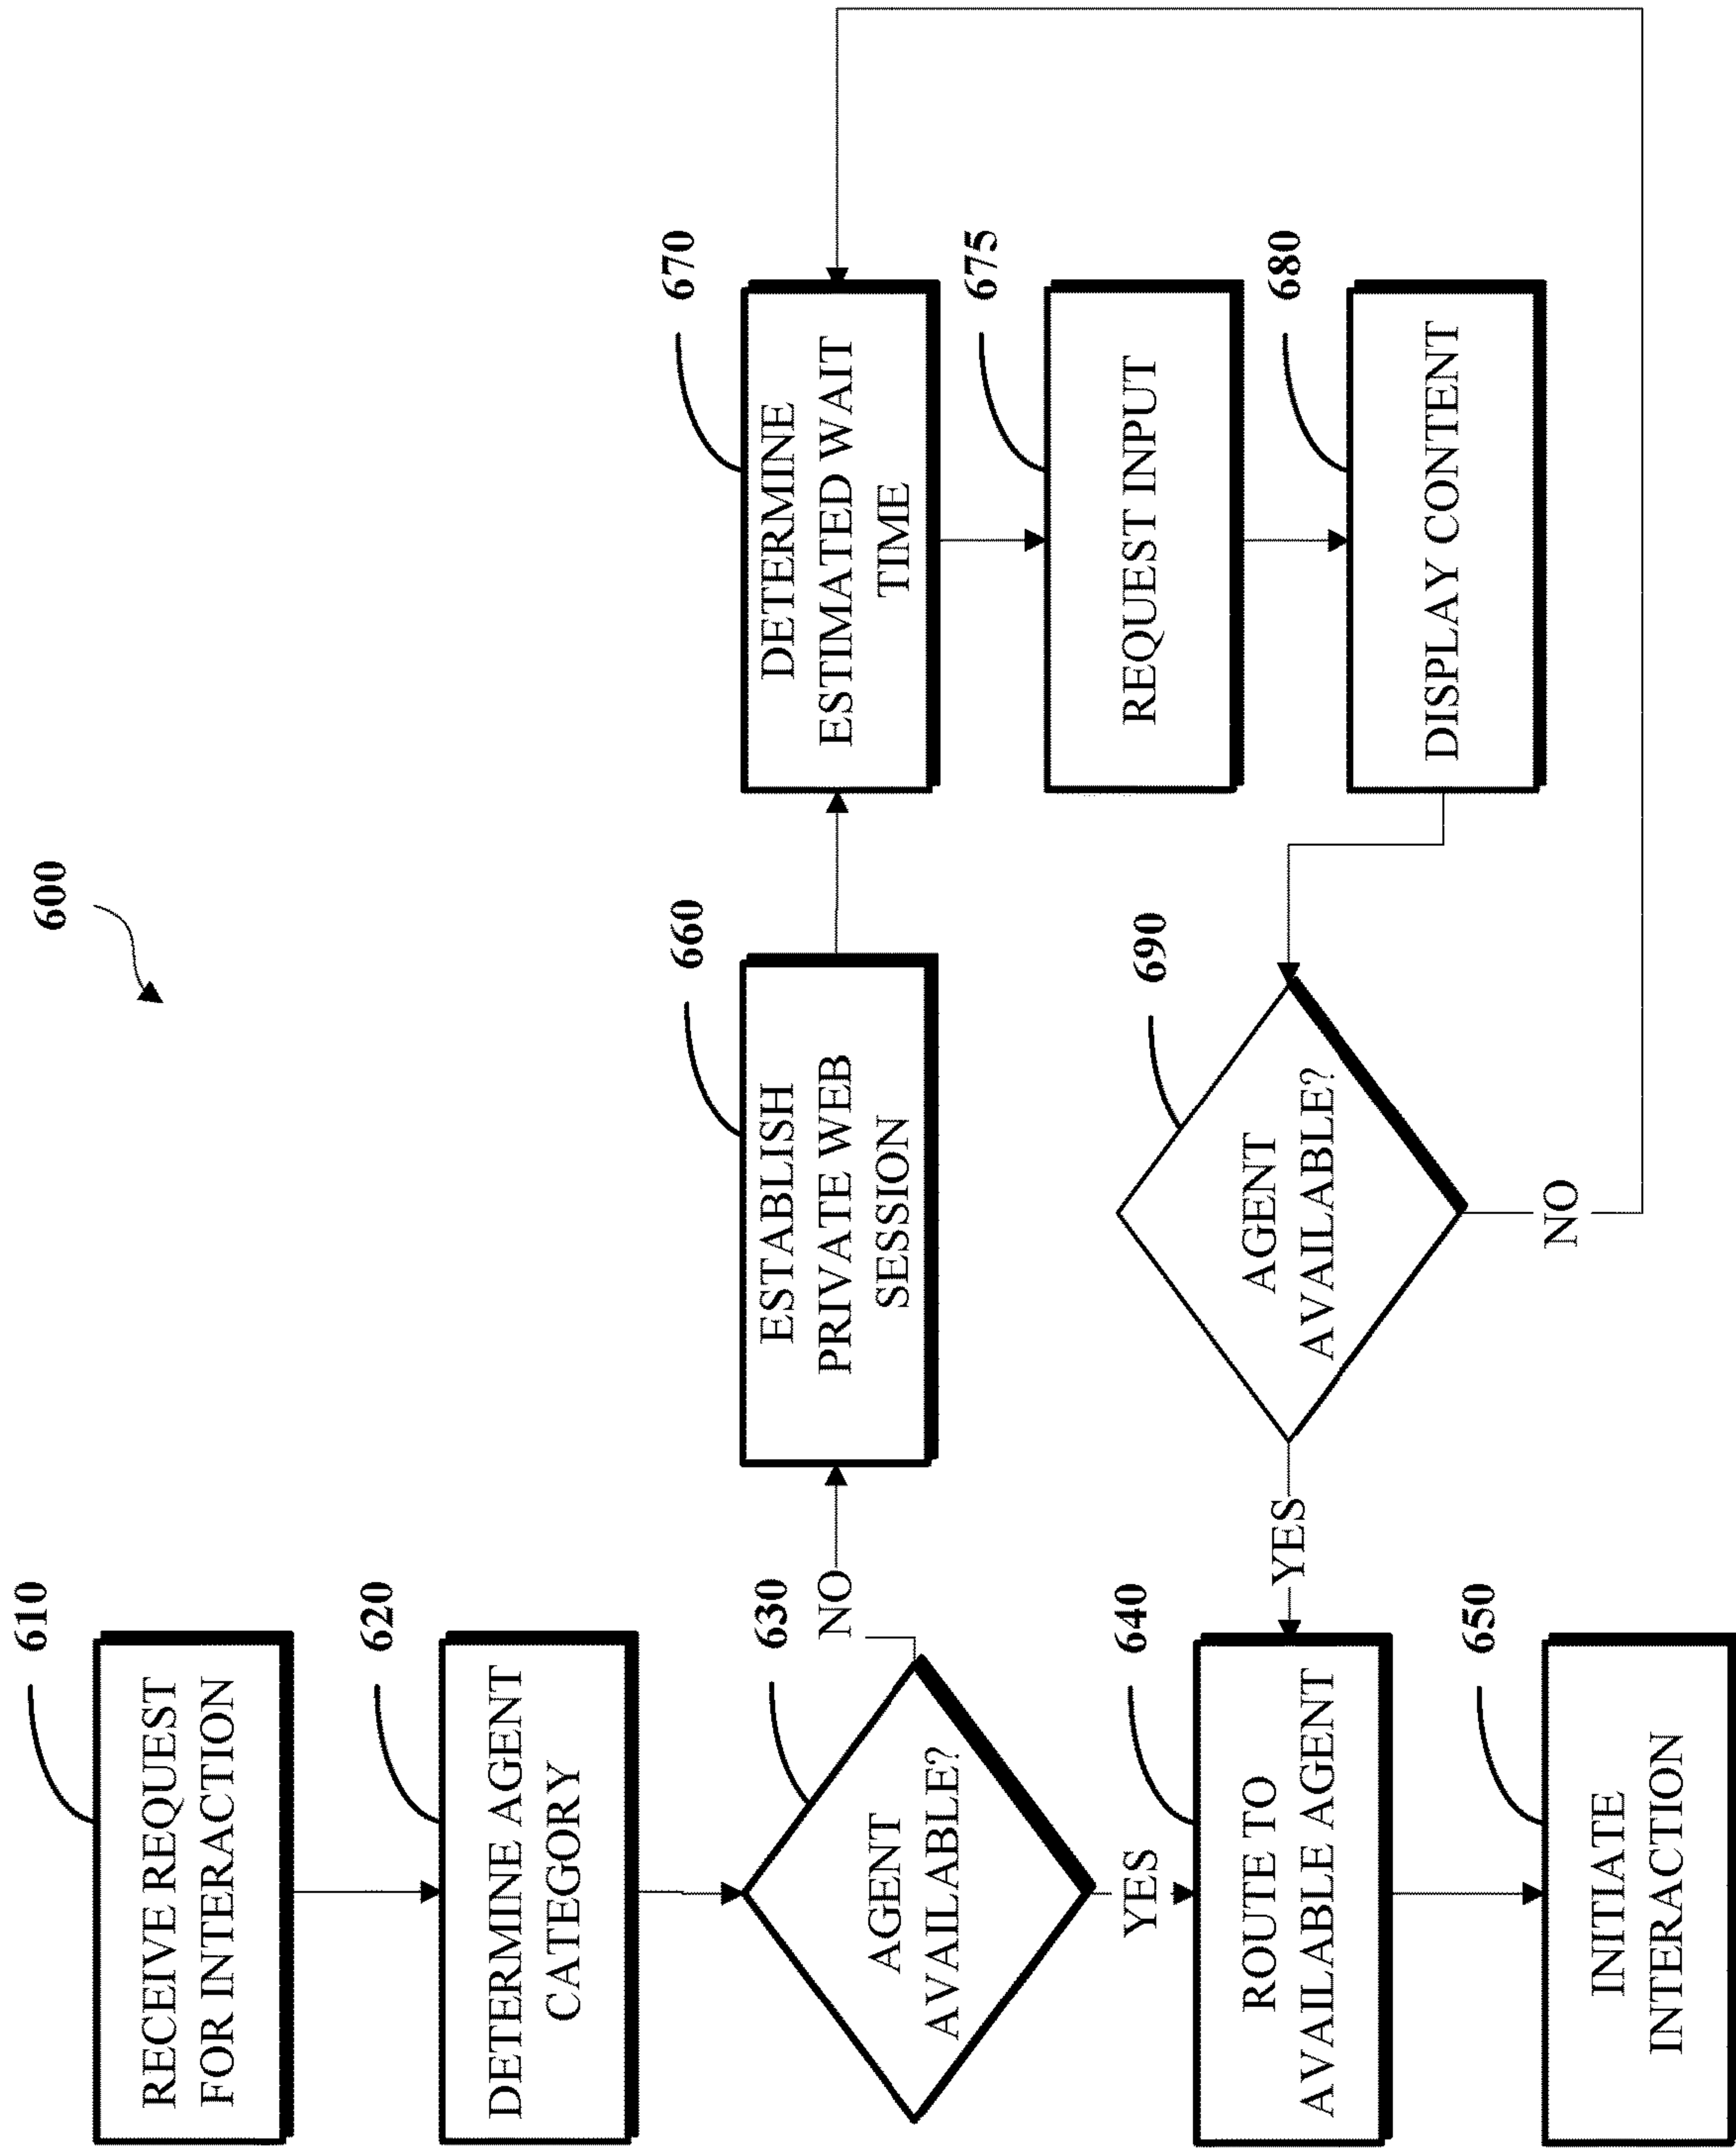 600
610
RECEIVE REQUEST
FOR INTERACTION
620
DETERMINE AGENT
CATEGORY
630
AGENT
AVAILABLE?
NO
YES
640
ROUTE TO
AVAILABLE AGENT
650
INITIATE
INTERACTION
660
ESTABLISH
PRIVATE WEB
SESSION
670
DETERMINE
ESTIMATED WAIT
TIME
675
REQUEST INPUT
680
DISPLAY CONTENT
690
AGENT
AVAILABLE?
YES
NO